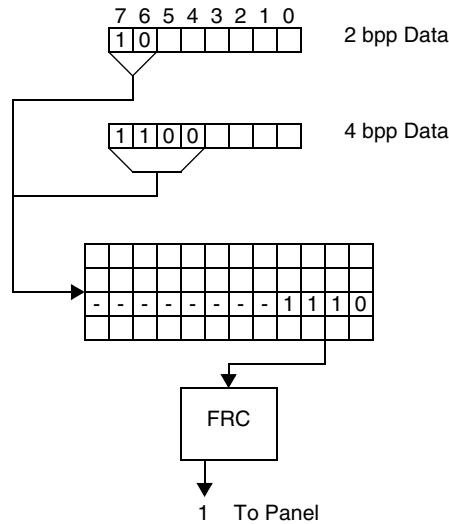 7 6 5 4 3 2 1 0
1 0 2 bpp Data
1 1 0 0 4 bpp Data
- - - - - - - - 1 1 1 0
FRC
1 To Panel